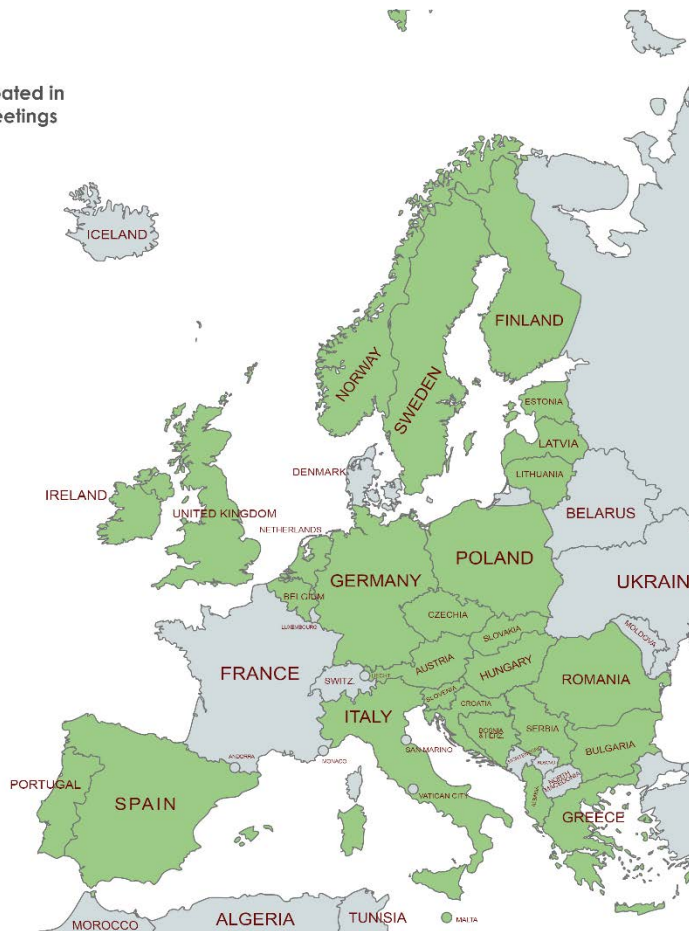 ated in
eetings
ICELAND
FINLAND
NORWAY
SWEDEN
ESTONIA
LATVIA
LITHUANIA
DENMARK
IRELAND
UNITED KINGDOM
BELARUS
NETHERLANDS
POLAND
GERMANY
UKRAIN
BELGIUM
CZECHIA
LUXEMBOURG
MOLDOVA
SLOVAKIA
FRANCE
SWITZ.
AUSTRIA
HUNGARY
ROMANIA
SLOVENIA
CROATIA
ITALY
SERBIA
SAN MARINO
BULGARIA
ANDORRA
MONACO
NORTH
MACEDONIA
PORTUGAL
SPAIN
VATICAN CITY
GREECE
MOROCCO
ALGERIA
TUNISIA
MALTA